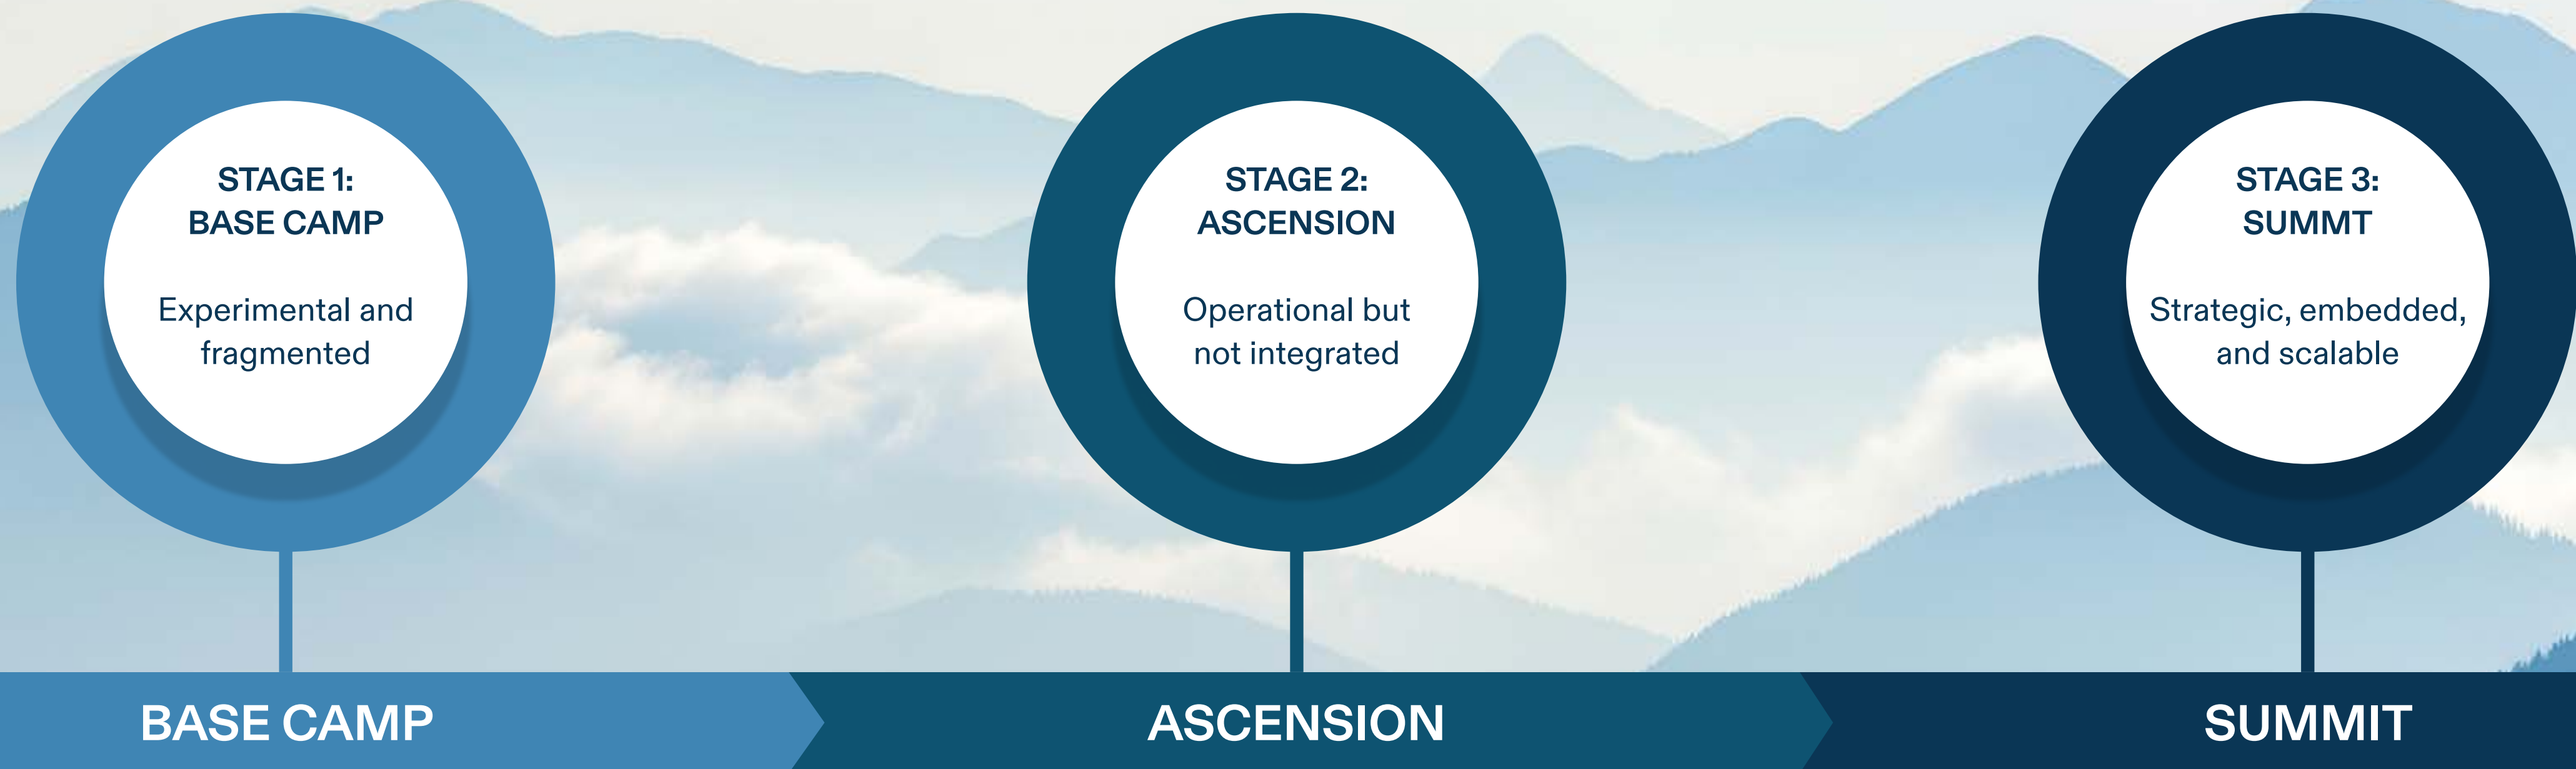 STAGE 1:
BASE CAMP
Experimental and
fragmented
STAGE 2:
ASCENSION
Operational but
not integrated
STAGE 3:
SUMMT
Strategic, embedded,
and scalable
BASE CAMP
ASCENSION
SUMMIT